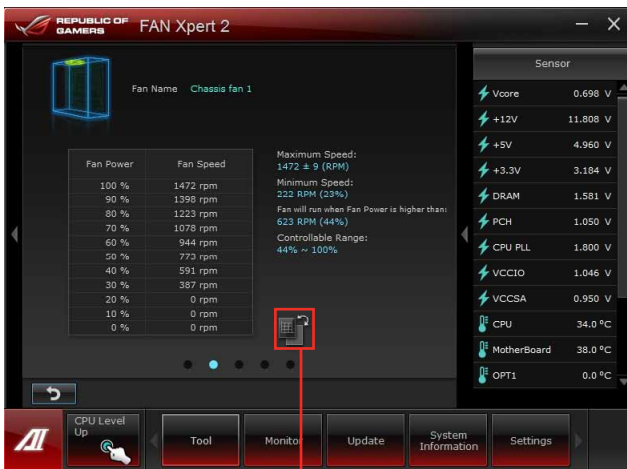 REPUBLIC OF
GAMERS
FAN Xpert 2
Fan Name Chassis fan 1
Fan Power Fan Speed
100 % 1472 rpm
90 % 1398 rpm
80 % 1223 rpm
70 % 1078 rpm
60 % 944 rpm
50 % 773 rpm
40 % 591 rpm
30 % 387 rpm
20 % 0 rpm
10 % 0 rpm
0 % 0 rpm
Maximum Speed:
1472 ± 9 (RPM)
Minimum Speed:
222 RPM (23%)
Fan will run when Fan Power is higher than:
623 RPM (44%)
Controllable Range:
44% ~ 100%
Sensor
Vcore 0.698 V
+12V 11.808 V
+5V 4.960 V
+3.3V 3.184 V
DRAM 1.581 V
PCH 1.050 V
CPU PLL 1.800 V
VCCIO 1.046 V
VCCSA 0.950 V
CPU 34.0 ºC
MotherBoard 38.0 ºC
OPT1 0.0 ºC
CPU Level
Up
Tool
Monitor
Update
System
Information
Settings